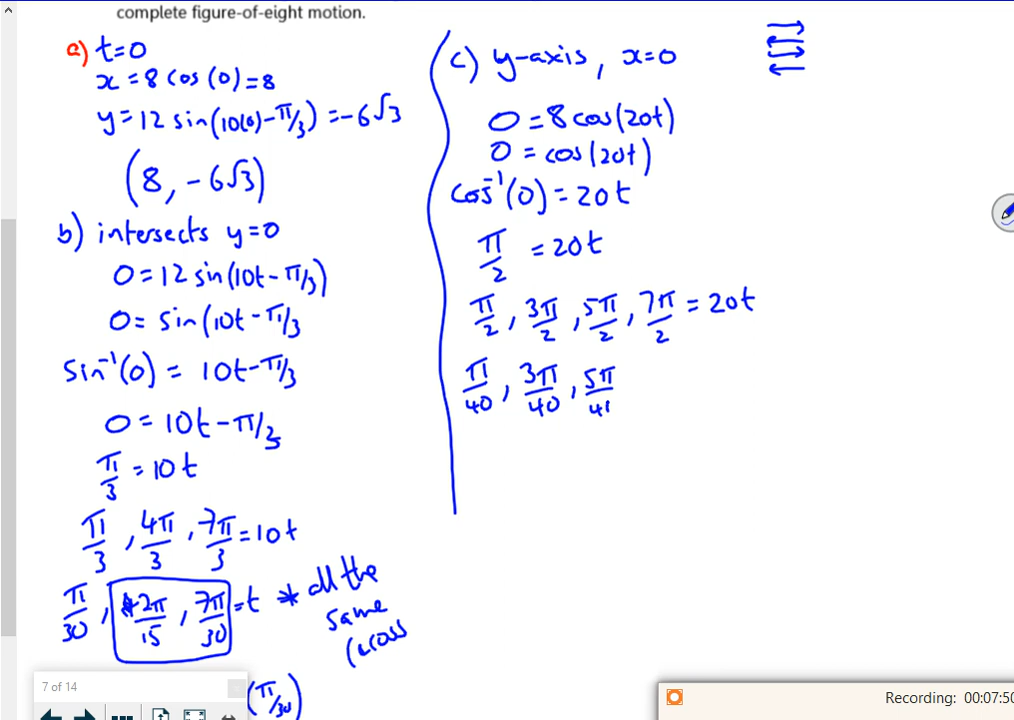 complete figure-of-eight motion.
a) t=0
x = 8 cos(0) = 8
y = 12 sin(10(0) - π/3) = -6√3
(8, -6√3)
b) intersects y=0
0 = 12 sin(10t - π/3)
0 = sin(10t - π/3
sin⁻¹(0) = 10t - π/3
0 = 10t - π/3
π/3 = 10t
π/3, 4π/3, 7π/3 = 10t
π/30, 2π/15, 7π/30 = t * all the
same
(cross
(π/30)
c) y-axis, x=0
0 = 8cos(20t)
0 = cos(20t)
cos⁻¹(0) = 20t
π/2 = 20t
π/2, 3π/2, 5π/2, 7π/2 = 20t
π/40, 3π/40, 5π/4
7 of 14
Recording: 00:07:50